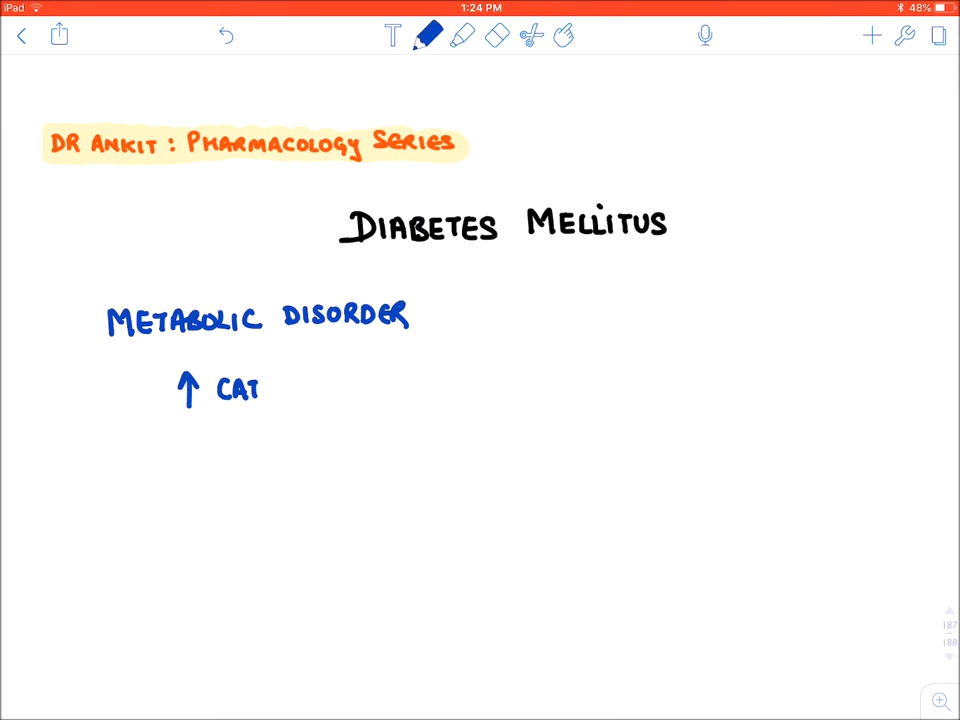 iPad 1:24 PM 48%
T
DR ANKIT : PHARMACOLOGY SERIES
DIABETES MELLITUS
METABOLIC DISORDER
↑ CAT
187
188